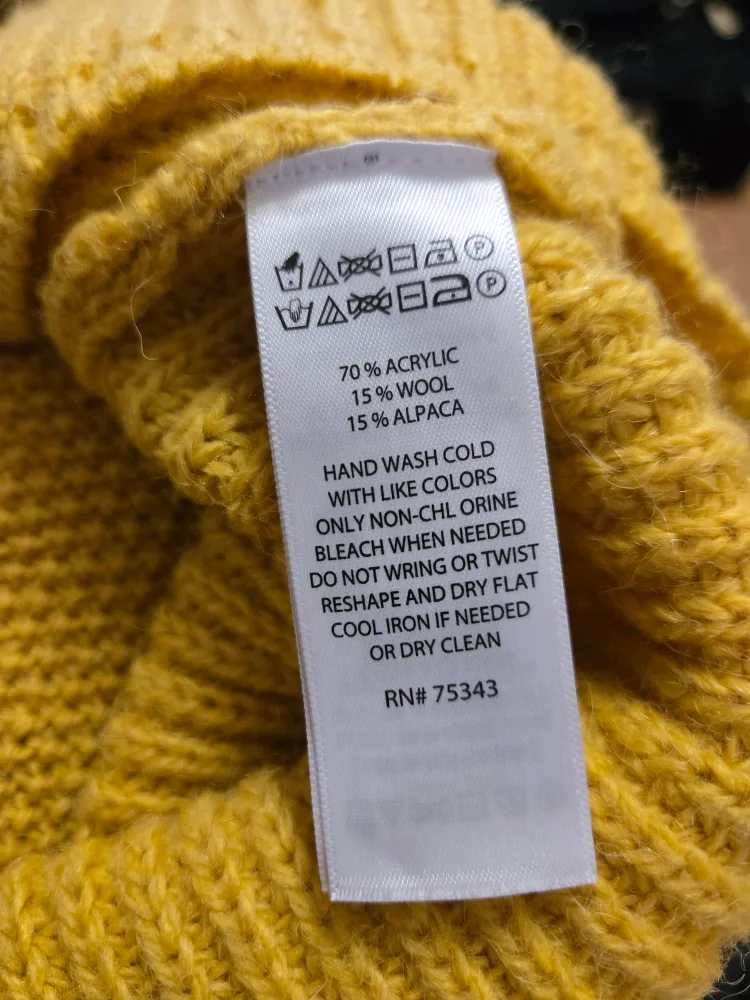 P
P
70 % ACRYLIC
15 % WOOL
15 % ALPACA
HAND WASH COLD
WITH LIKE COLORS
ONLY NON-CHL ORINE
BLEACH WHEN NEEDED
DO NOT WRING OR TWIST
RESHAPE AND DRY FLAT
COOL IRON IF NEEDED
OR DRY CLEAN
RN# 75343